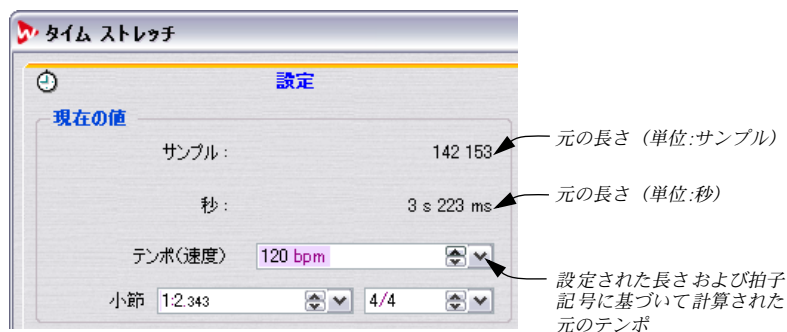 タイム ストレッチ
設定
現在の値
サンプル : 142 153
元の長さ（単位:サンプル）
秒 : 3 s 223 ms
元の長さ（単位:秒）
テンポ(速度) 120 bpm
小節 1:2.343 4/4
設定された長さおよび拍子
記号に基づいて計算された
元のテンポ